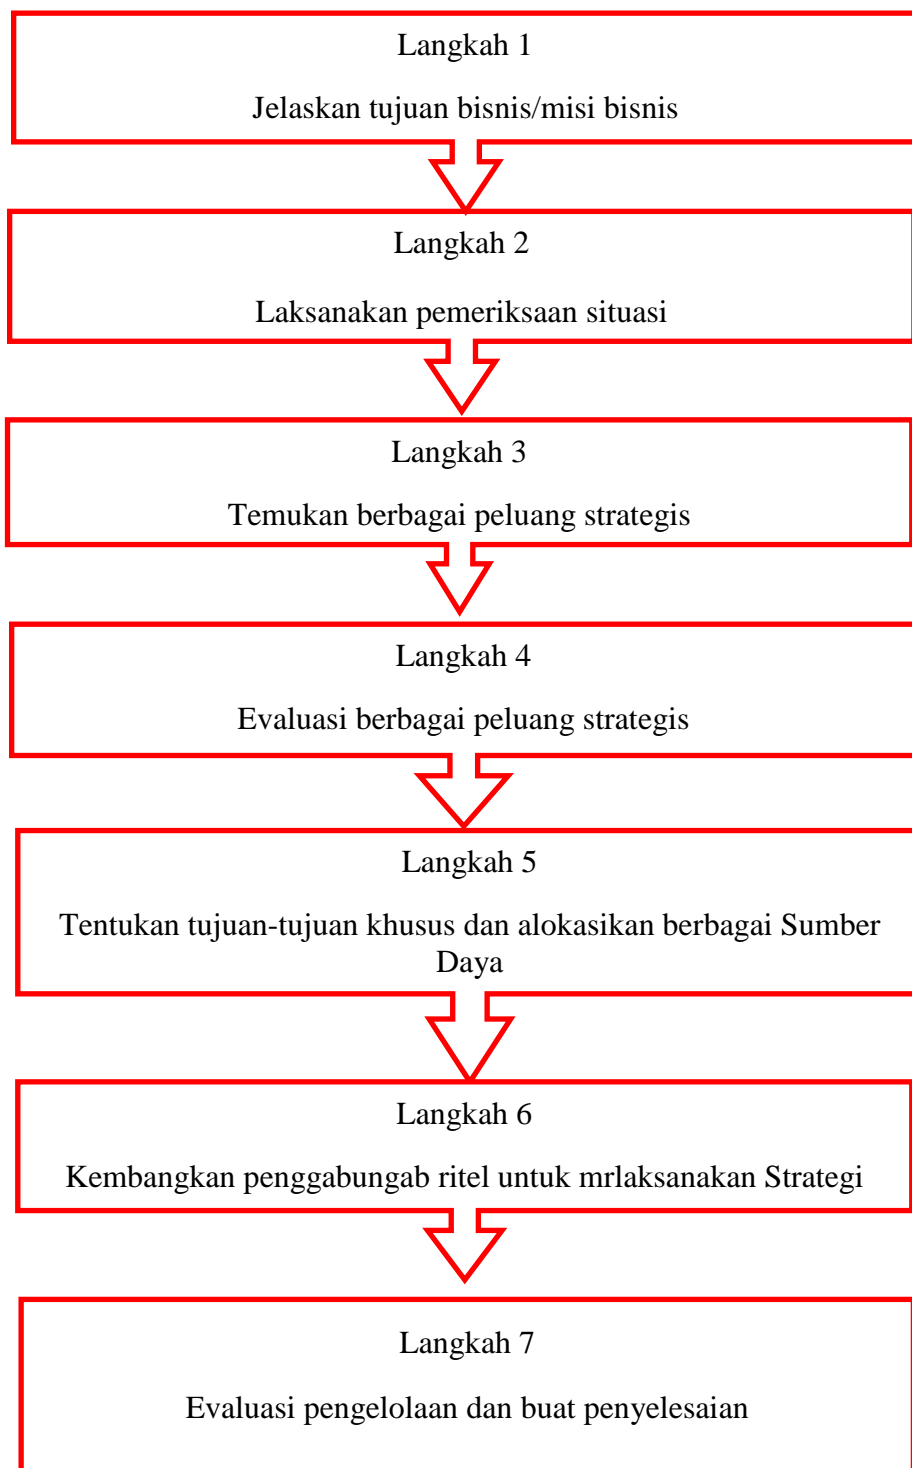 Langkah 1
Jelaskan tujuan bisnis/misi bisnis
Langkah 2
Laksanakan pemeriksaan situasi
Langkah 3
Temukan berbagai peluang strategis
Langkah 4
Evaluasi berbagai peluang strategis
Langkah 5
Tentukan tujuan-tujuan khusus dan alokasikan berbagai Sumber
Daya
Langkah 6
Kembangkan penggabungab ritel untuk mrlaksanakan Strategi
Langkah 7
Evaluasi pengelolaan dan buat penyelesaian